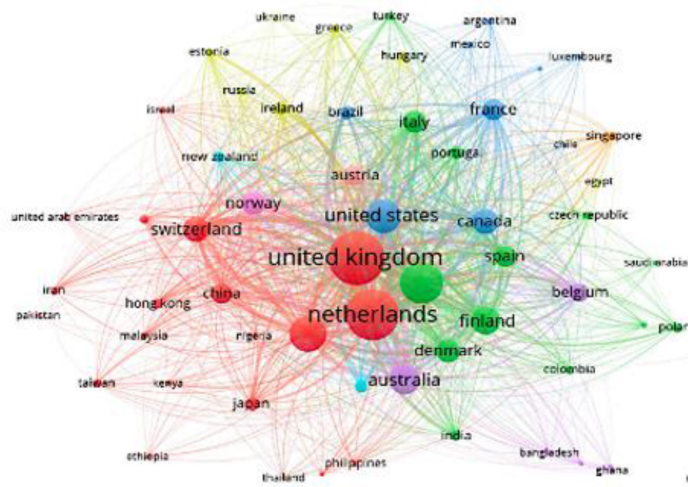 ukraine
turkey
greece
argentina
mexico
estonia
hungary
luxembourg
russia
israel
ireland
brazil
italy
france
singapore
chile
new zealand
portugal
austria
egypt
norway
united states
canada
czech republic
united arab emirates
switzerland
united kingdom
spain
saudi arabia
iran
china
belgium
hong kong
pakistan
netherlands
finland
malaysia
nigeria
denmark
colombia
taiwan
kenya
australia
japan
india
ethiopia
bangladesh
philippines
ghana
thailand